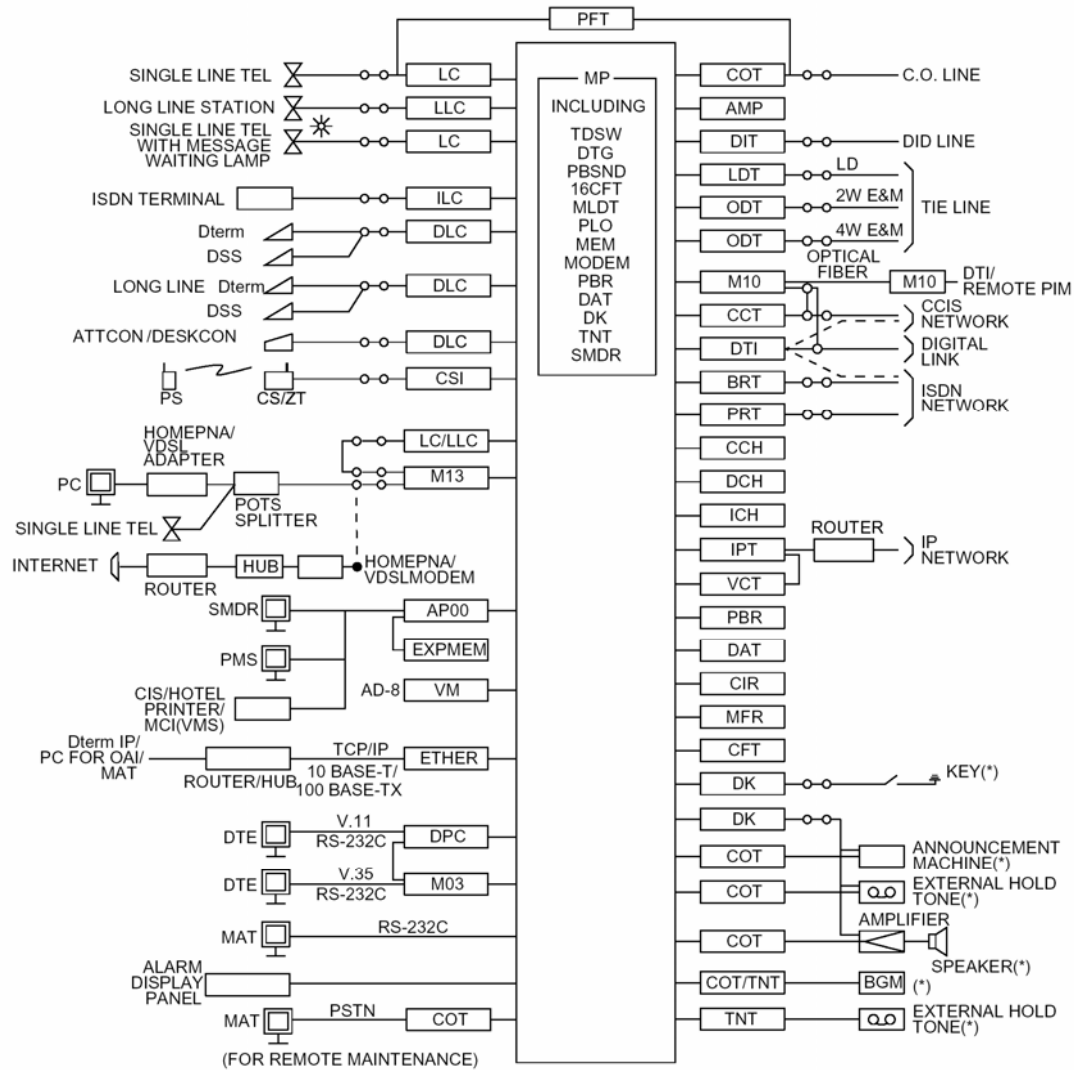 PFT
SINGLE LINE TEL
LC
LONG LINE STATION
LLC
SINGLE LINE TEL
WITH MESSAGE
WAITING LAMP
LC
ISDN TERMINAL
ILC
Dterm
DSS
DLC
LONG LINE Dterm
DSS
DLC
ATTCON /DESKCON
DLC
PS
CS/ZT
CSI
HOMEPNA/
VDSL
ADAPTER
LC/LLC
PC
M13
POTS
SPLITTER
SINGLE LINE TEL
INTERNET
ROUTER
HUB
HOMEPNA/
VDSLMODEM
SMDR
AP00
EXPMEM
PMS
CIS/HOTEL
PRINTER/
MCI(VMS)
AD-8
VM
Dterm IP/
PC FOR OAI/
MAT
ROUTER/HUB
TCP/IP
10 BASE-T/
100 BASE-TX
ETHER
DTE
V.11
RS-232C
DPC
DTE
V.35
RS-232C
M03
MAT
RS-232C
ALARM
DISPLAY
PANEL
MAT
PSTN
COT
(FOR REMOTE MAINTENANCE)
MP
INCLUDING
TDSW
DTG
PBSND
16CFT
MLDT
PLO
MEM
MODEM
PBR
DAT
DK
TNT
SMDR
COT
C.O. LINE
AMP
DIT
DID LINE
LDT
LD
ODT
2W E&M
TIE LINE
ODT
4W E&M
OPTICAL
FIBER
M10
M10
DTI/
REMOTE PIM
CCT
CCIS
NETWORK
DTI
DIGITAL
LINK
BRT
ISDN
NETWORK
PRT
CCH
DCH
ICH
IPT
ROUTER
IP
NETWORK
VCT
PBR
DAT
CIR
MFR
CFT
DK
KEY(*)
DK
COT
ANNOUNCEMENT
MACHINE(*)
COT
EXTERNAL HOLD
TONE(*)
AMPLIFIER
COT
SPEAKER(*)
COT/TNT
BGM
(*)
TNT
EXTERNAL HOLD
TONE(*)